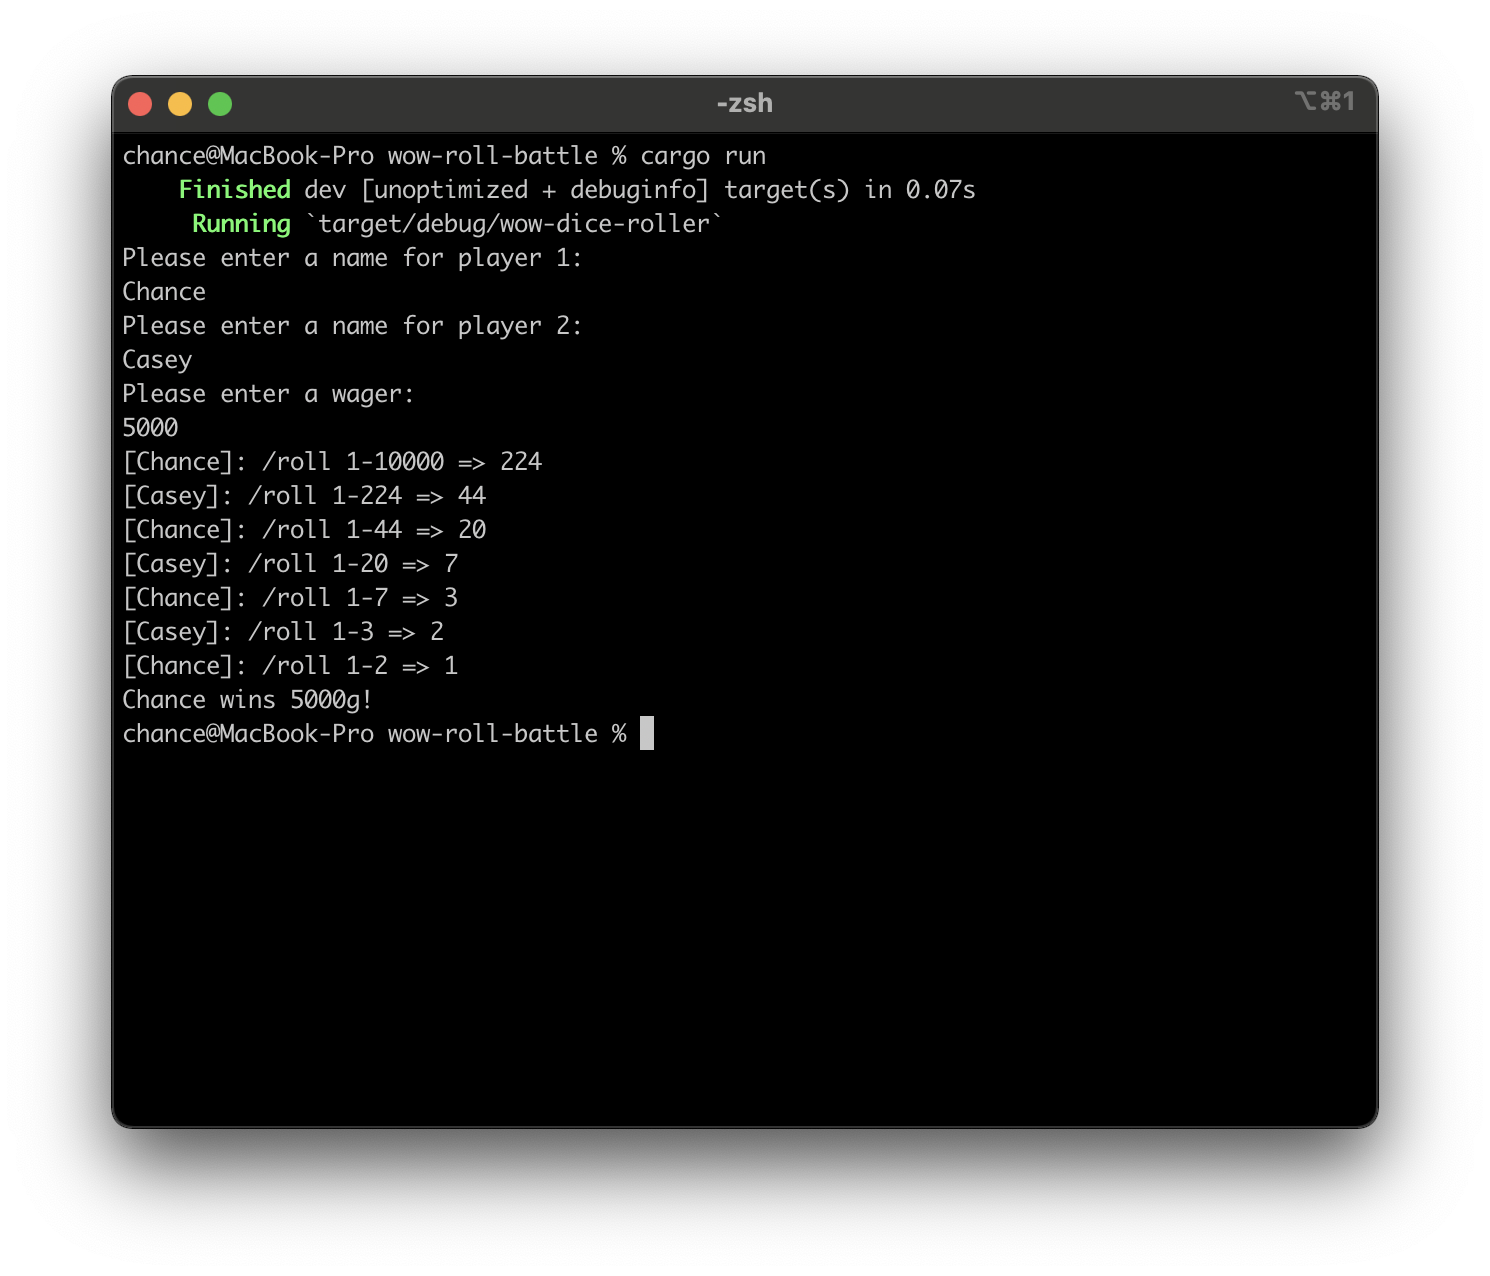 -zsh
⌥⌘1
chance@MacBook-Pro wow-roll-battle % cargo run
    Finished dev [unoptimized + debuginfo] target(s) in 0.07s
     Running `target/debug/wow-dice-roller`
Please enter a name for player 1:
Chance
Please enter a name for player 2:
Casey
Please enter a wager:
5000
[Chance]: /roll 1-10000 => 224
[Casey]: /roll 1-224 => 44
[Chance]: /roll 1-44 => 20
[Casey]: /roll 1-20 => 7
[Chance]: /roll 1-7 => 3
[Casey]: /roll 1-3 => 2
[Chance]: /roll 1-2 => 1
Chance wins 5000g!
chance@MacBook-Pro wow-roll-battle %